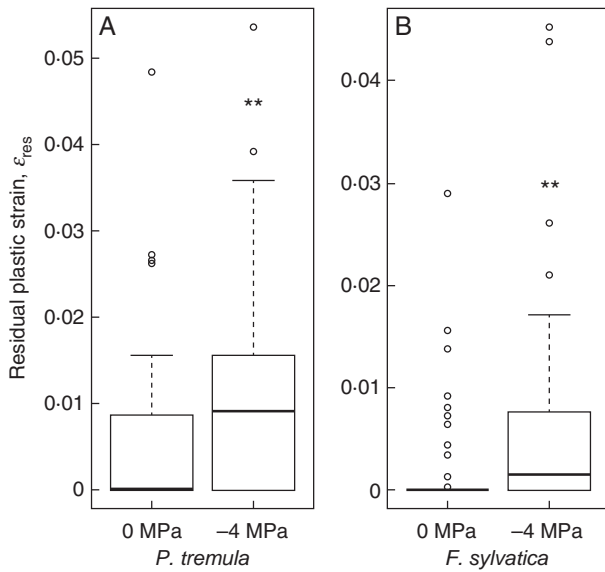 A
B
Residual plastic strain, εres
0·05
0·04
0·03
0·02
0·01
0
0·04
0·03
0·02
0·01
0
**
**
0 MPa
–4 MPa
0 MPa
–4 MPa
P. tremula
F. sylvatica